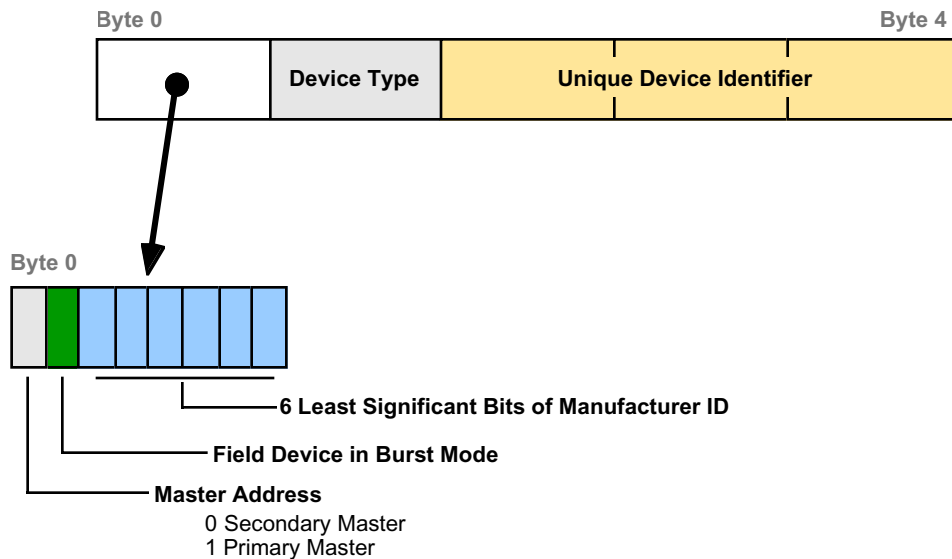 Byte 0
Byte 4
Device Type
Unique Device Identifier
Byte 0
6 Least Significant Bits of Manufacturer ID
Field Device in Burst Mode
Master Address
0 Secondary Master
1 Primary Master